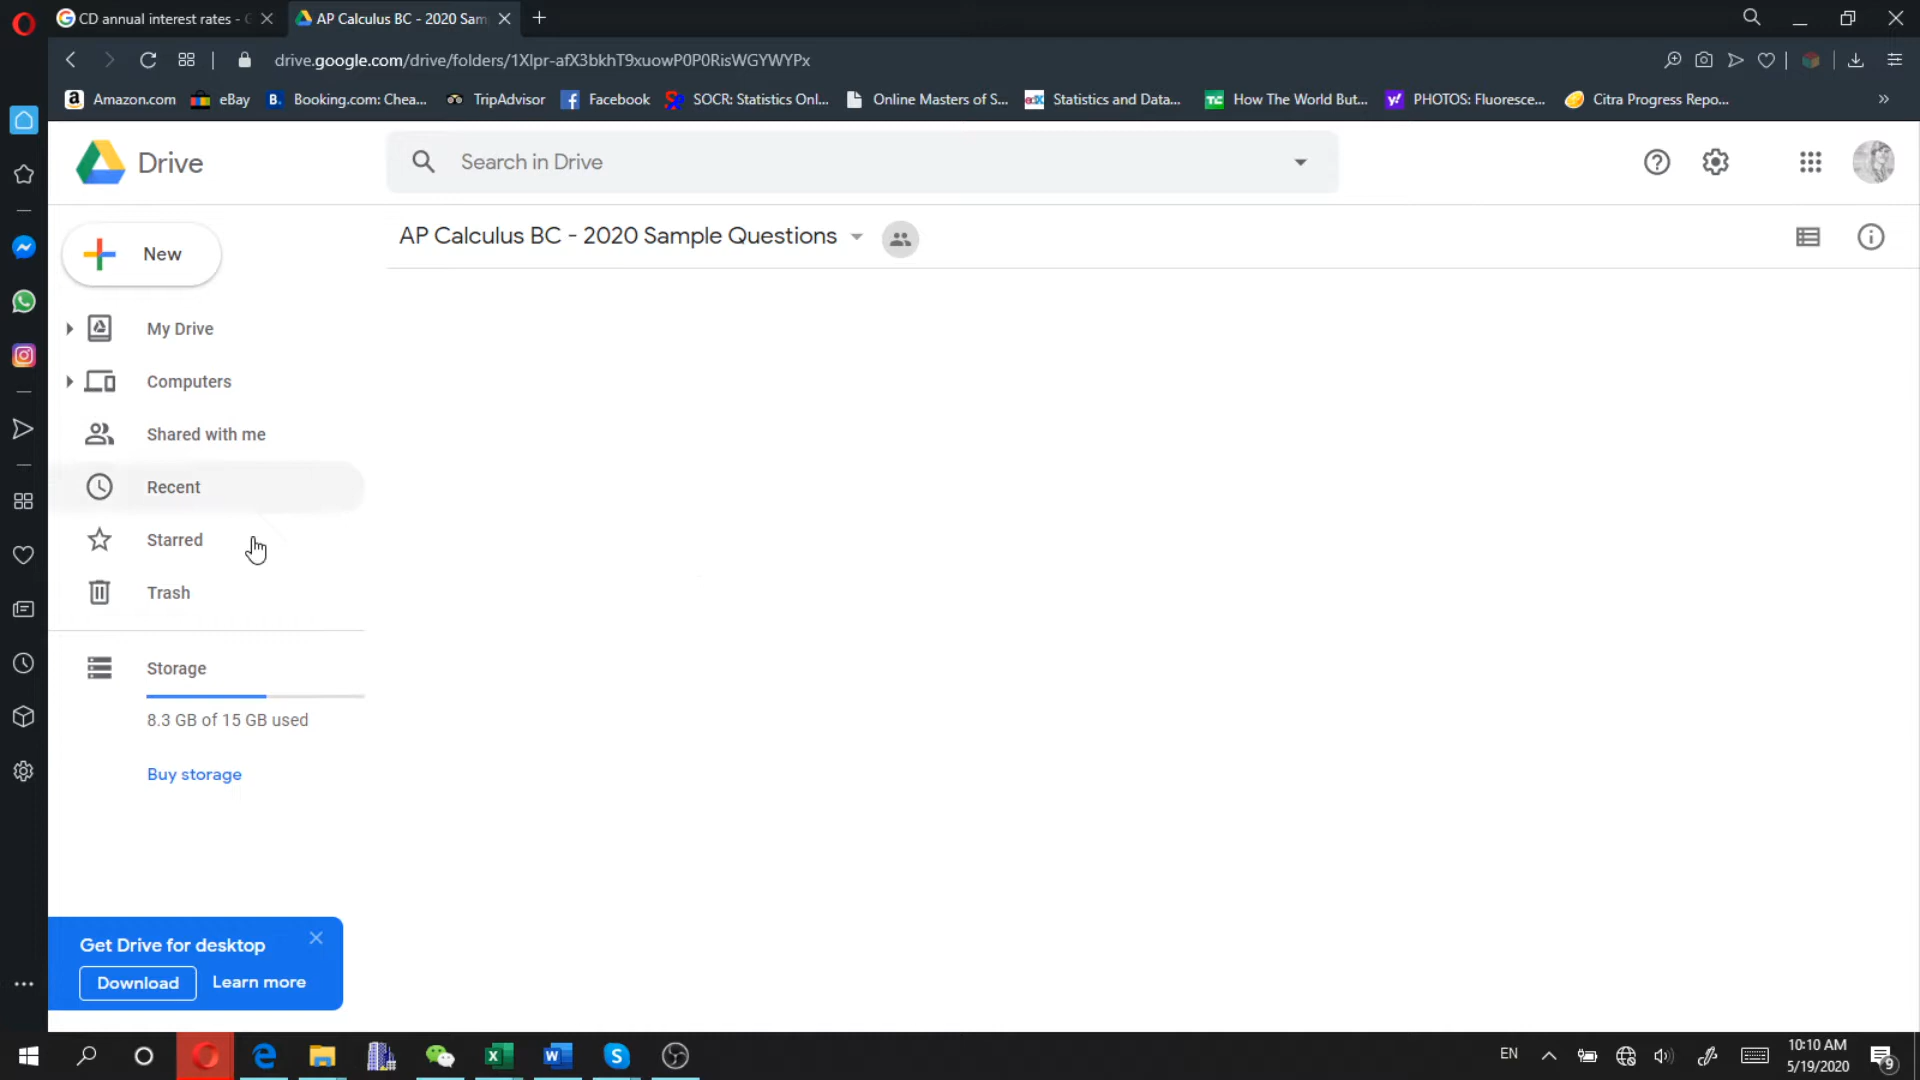 CD annual interest rates -
AP Calculus BC - 2020 Sam
drive.google.com/drive/folders/1Xlpr-afX3bkhT9xuowP0P0RisWGYWYPx
Amazon.com
eBay
Booking.com: Chea...
TripAdvisor
Facebook
SOCR: Statistics Onl...
Online Masters of S...
Statistics and Data...
How The World But...
PHOTOS: Fluoresce...
Citra Progress Repo...
Drive
Search in Drive
New
AP Calculus BC - 2020 Sample Questions
My Drive
Computers
Shared with me
Recent
Starred
Trash
Storage
8.3 GB of 15 GB used
Buy storage
Get Drive for desktop
Download
Learn more
EN
10:10 AM
5/19/2020
9